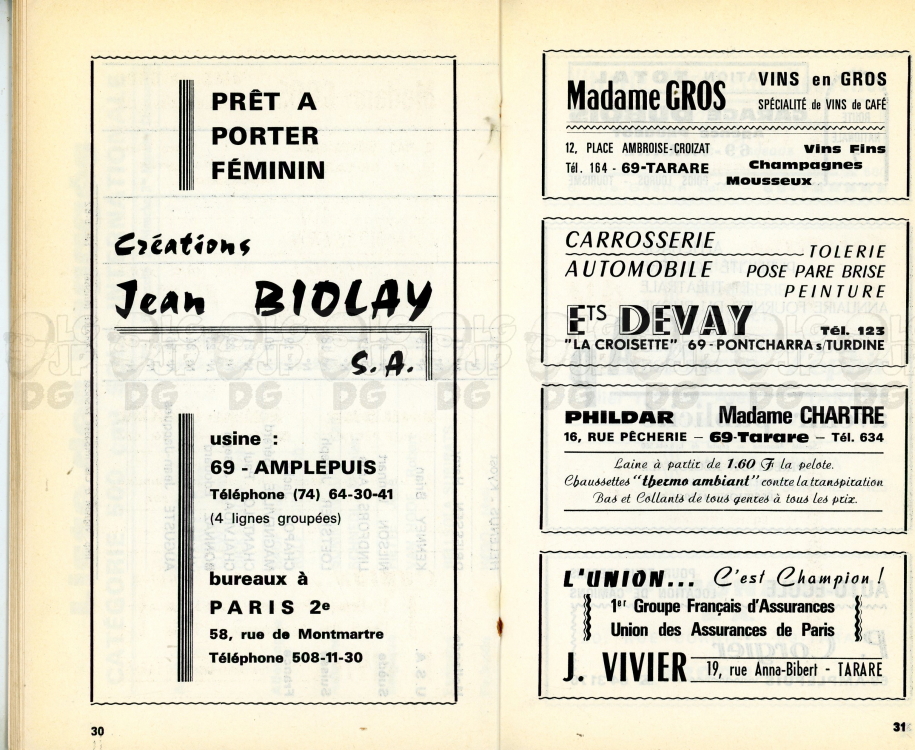 PRÊT A
PORTER
FÉMININ
Créations
Jean BIOLAY
S.A.
usine :
69 - AMPLEPUIS
Téléphone (74) 64-30-41
(4 lignes groupées)
bureaux à
PARIS 2e
58, rue de Montmartre
Téléphone 508-11-30
30
Madame GROS
VINS en GROS
SPÉCIALITÉ de VINS de CAFÉ
12, PLACE AMBROISE-CROIZAT
Tél. 164 - 69-TARARE
Vins Fins
Champagnes
Mousseux
CARROSSERIE
AUTOMOBILE
TOLERIE
POSE PARE BRISE
PEINTURE
ETS DEVAY
Tél. 123
"LA CROISETTE" 69-PONTCHARRA s/TURDINE
PHILDAR Madame CHARTRE
16, RUE PÈCHERIE — 69-Tarare — Tél. 634
Laine à partir de 1.60 F la pelote.
Chaussettes "thermo ambiant" contre la transpiration
Bas et Collants de tous genres à tous les prix.
L'UNION... C'est Champion !
1er Groupe Français d'Assurances
Union des Assurances de Paris
J. VIVIER 19, rue Anna-Bibert - TARARE
31